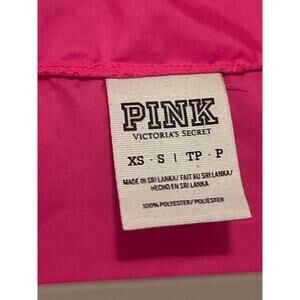 PINK
VICTORIA'S SECRET
XS · S | TP · P
MADE IN SRI LANKA/ FAIT AU SRI LANKA/
HECHO EN SRI LANKA
100% POLYESTER/ POLIÉSTER